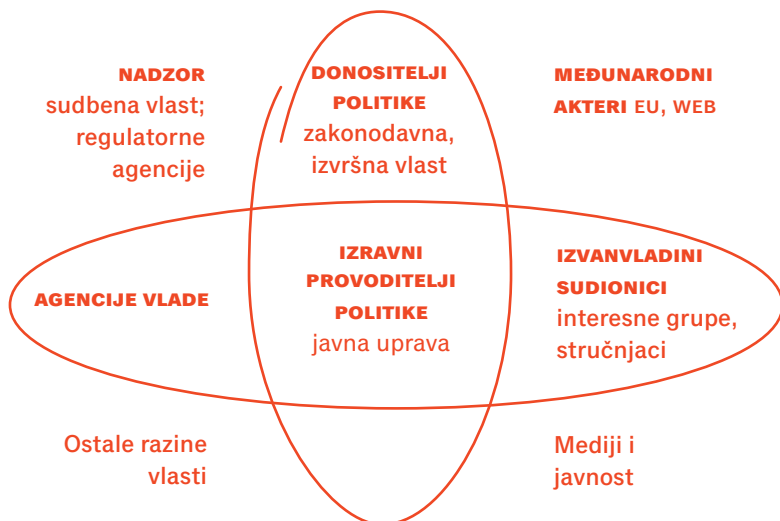 NADZOR
sudbena vlast;
regulatorne
agencije
DONOSITELJI
POLITIKE
zakonodavna,
izvršna vlast
MEĐUNARODNI
AKTERI EU, WEB
AGENCIJE VLADE
IZRAVNI
PROVODITELJI
POLITIKE
javna uprava
IZVANVLADINI
SUDIONICI
interesne grupe,
stručnjaci
Ostale razine
vlasti
Mediji i
javnost